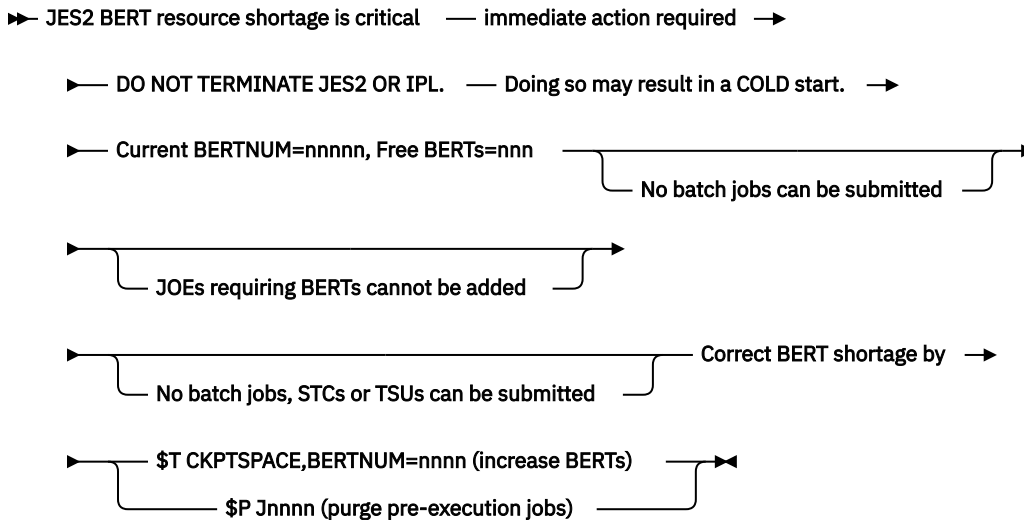 JES2 BERT resource shortage is critical immediate action required
DO NOT TERMINATE JES2 OR IPL. Doing so may result in a COLD start.
Current BERTNUM=nnnnn, Free BERTs=nnn
No batch jobs can be submitted
JOEs requiring BERTs cannot be added
Correct BERT shortage by
No batch jobs, STCs or TSUs can be submitted
$T CKPTSPACE,BERTNUM=nnnn (increase BERTs)
$P Jnnnn (purge pre-execution jobs)